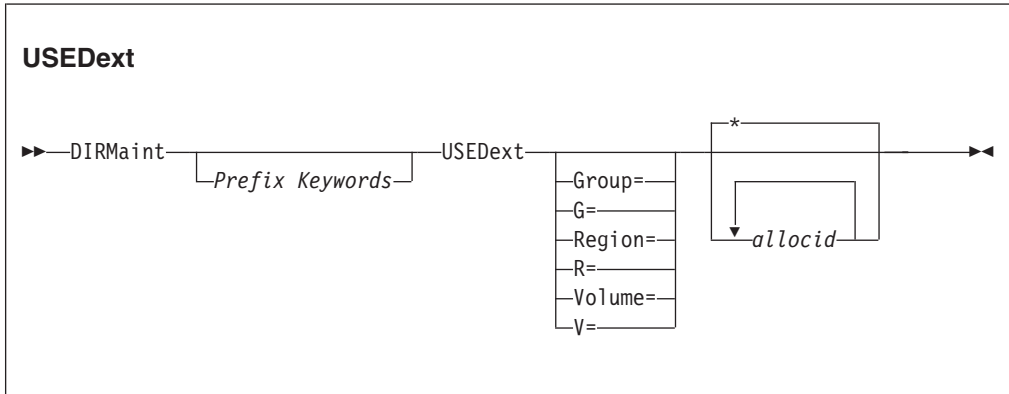 USEDext
*
DIRMaint USEDext
Prefix Keywords Group=
G= allocid
Region=
R=
Volume=
V=